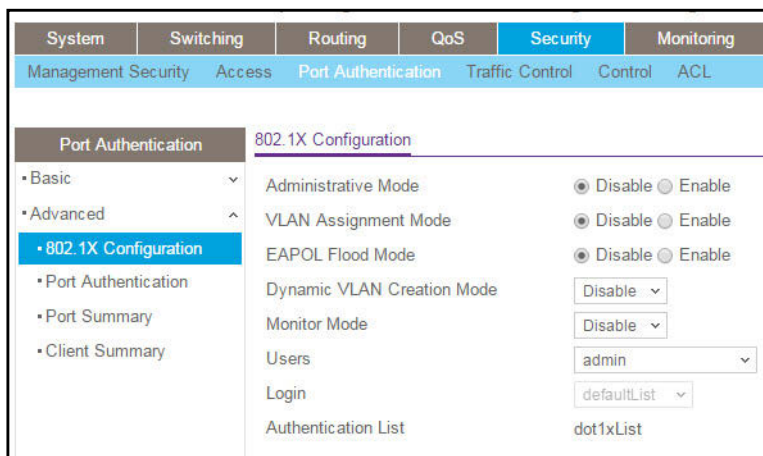 System Switching Routing QoS Security Monitoring
Management Security Access Port Authentication Traffic Control Control ACL
Port Authentication
Basic
Advanced
802.1X Configuration
Port Authentication
Port Summary
Client Summary
802.1X Configuration
Administrative Mode Disable Enable
VLAN Assignment Mode Disable Enable
EAPOL Flood Mode Disable Enable
Dynamic VLAN Creation Mode Disable
Monitor Mode Disable
Users admin
Login defaultList
Authentication List dot1xList